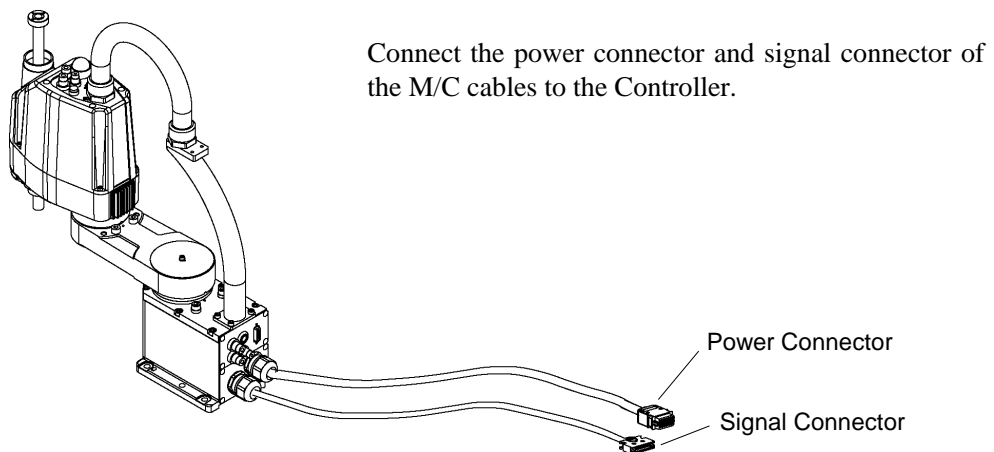 Connect the power connector and signal connector of
the M/C cables to the Controller.
Power Connector
Signal Connector